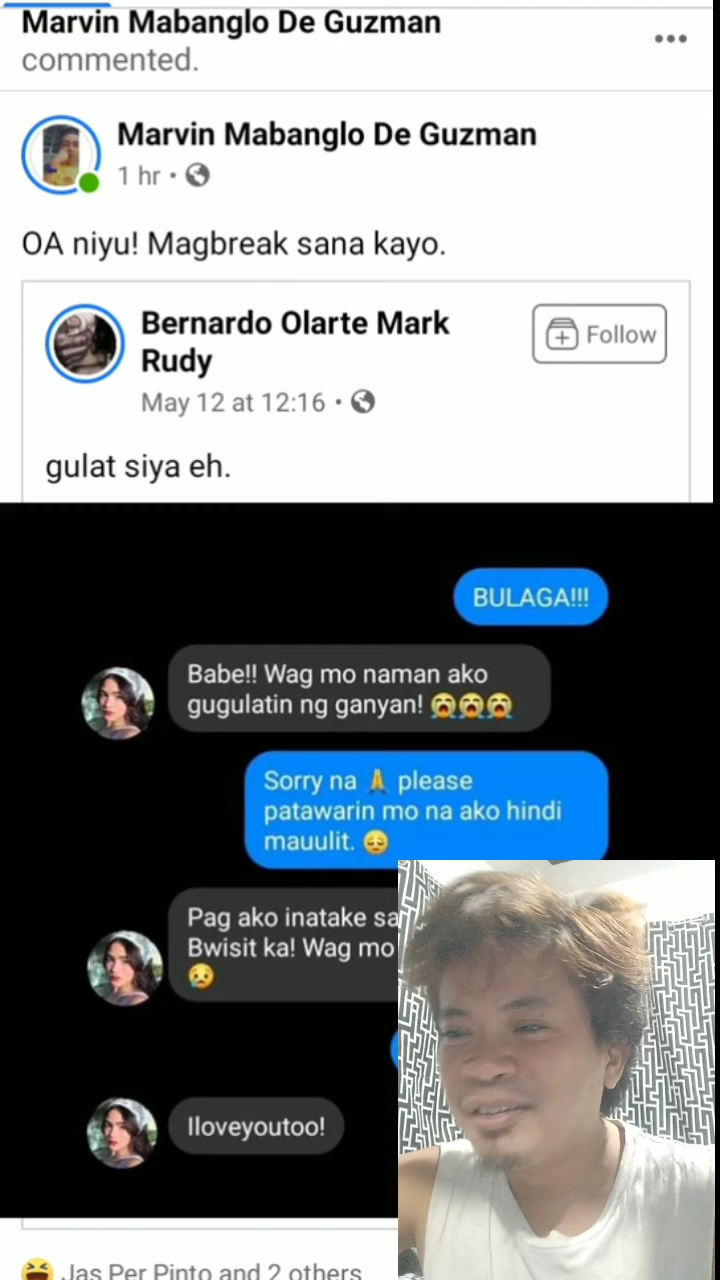 Marvin Mabanglo De Guzman
commented.
Marvin Mabanglo De Guzman
1 hr •
OA niyu! Magbreak sana kayo.
Bernardo Olarte Mark
Rudy
Follow
May 12 at 12:16 •
gulat siya eh.
BULAGA!!!
Babe!! Wag mo naman ako
gugulatin ng ganyan! 😭😭😭
Sorry na 🙏 please
patawarin mo na ako hindi
mauulit. 😔
Pag ako inatake sa
Bwisit ka! Wag mo
😢
Iloveyoutoo!
Jas Per Pinto and 2 others